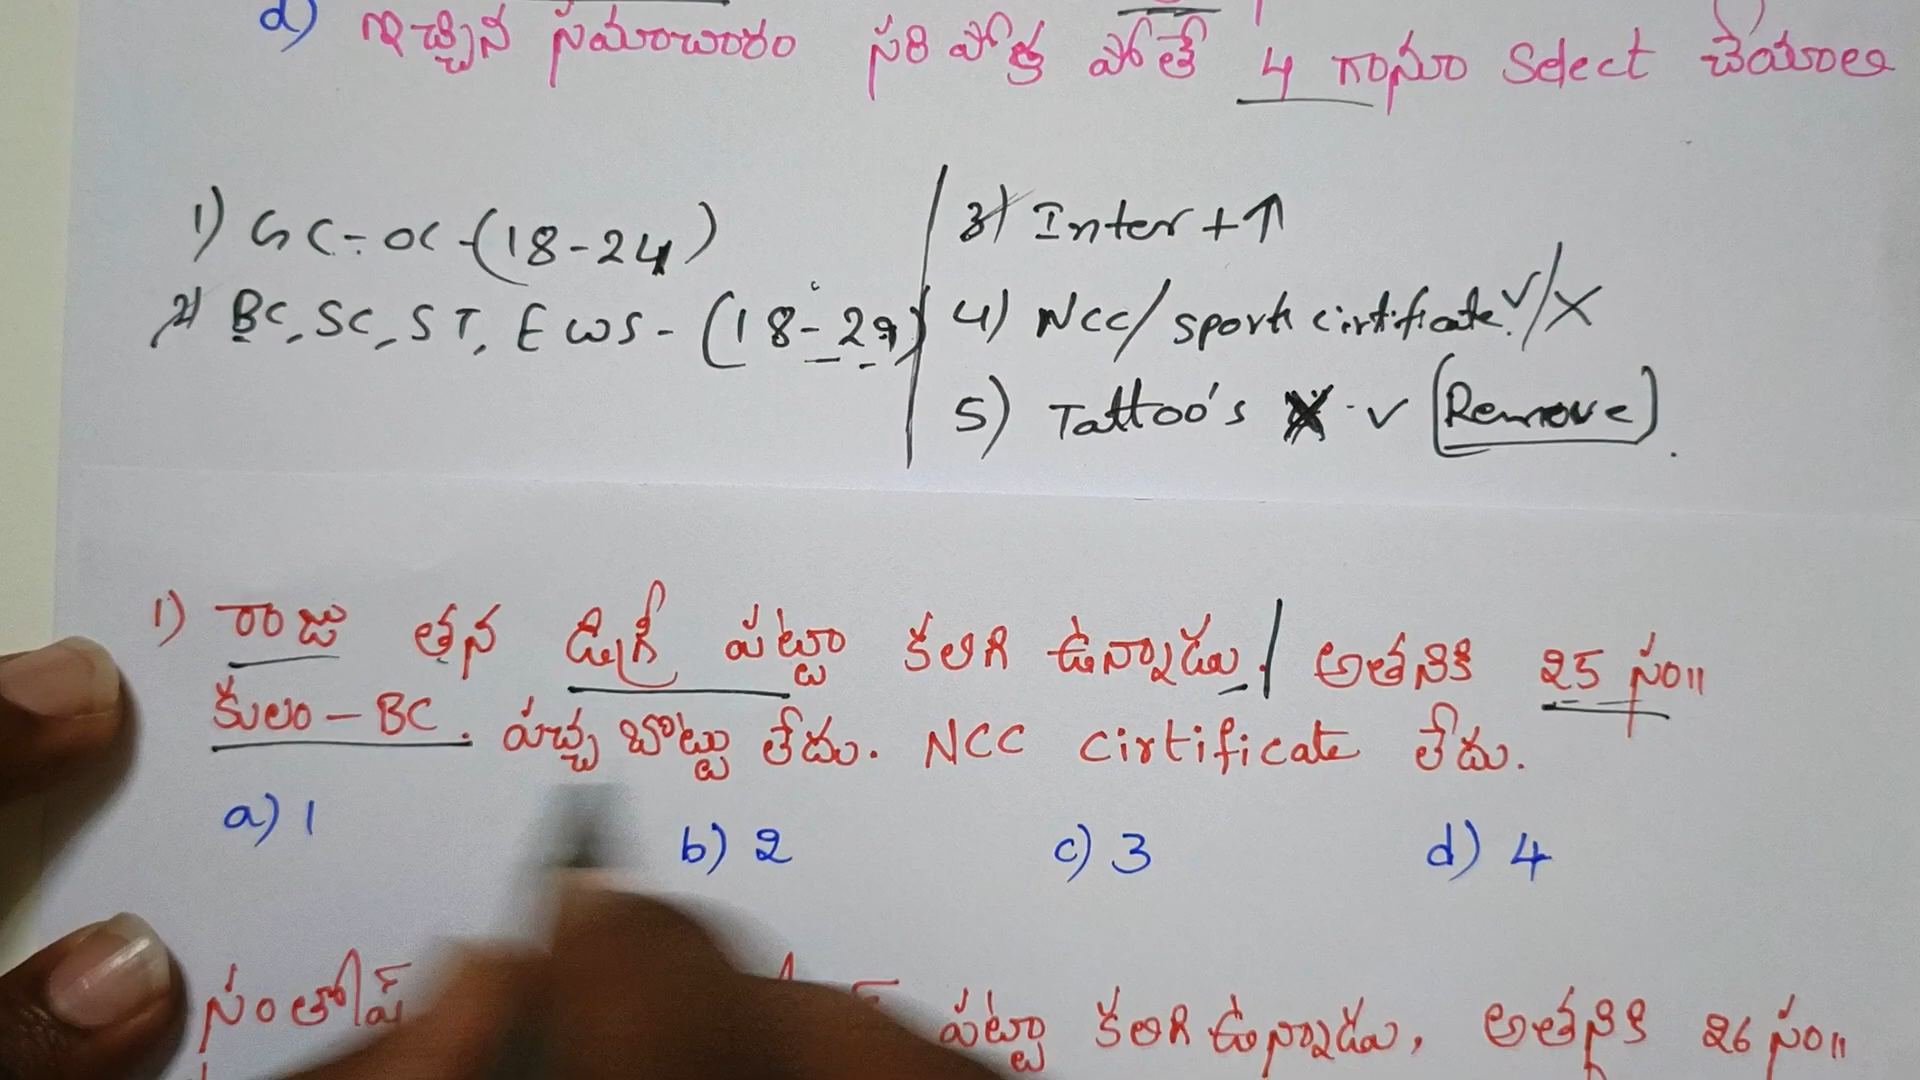 d) ఇచ్చిన సమాచారం సరి పోక పోతే 4 గాను Select చేయాలి
1) GC - OC - (18-24)
2) BC, SC, ST, EWS - (18-29)
3) Inter + ↑
4) NCC/ sports cirtificate ✓/X
5) Tattoo's X . ✓ (Remove).
1) రాజు తన డిగ్రీ పట్టా కలిగి ఉన్నాడు. / అతనికి 25 సం॥
కులం - BC. పచ్చ బొట్టు లేదు. NCC cirtificate లేదు.
a) 1
b) 2
c) 3
d) 4
సంతోష్ పట్టా కలిగి ఉన్నాడు, అతనికి 26 సం॥